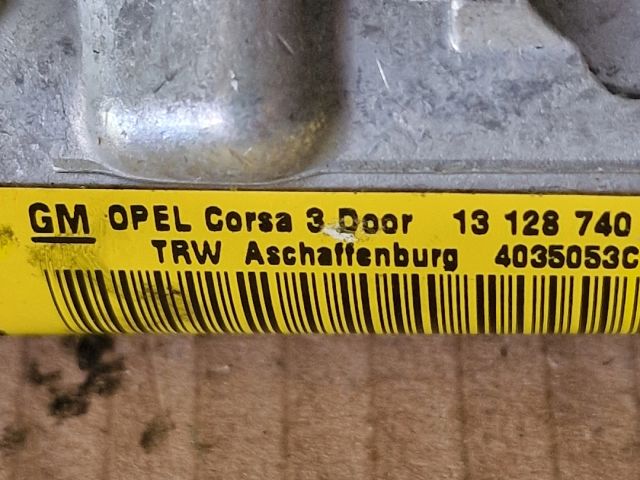 GM OPEL Corsa 3 Door 13 128 740
TRW Aschaffenburg 4035053C